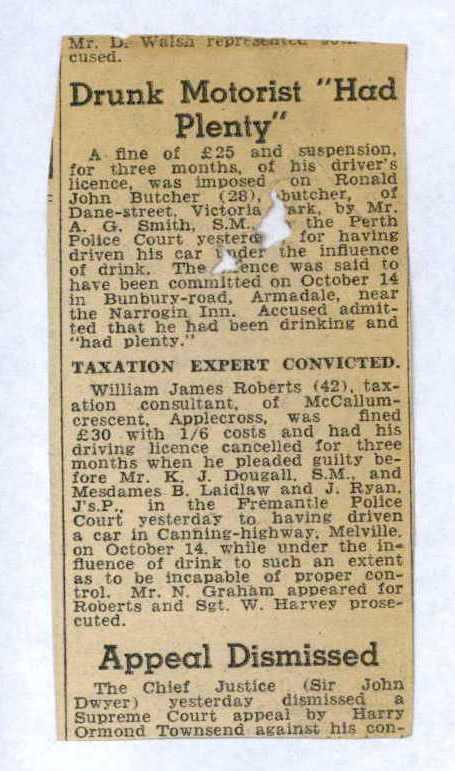 Mr. D. Walsh represented
cused.
Drunk Motorist "Had
Plenty"
A fine of £25 and suspension,
for three months, of his driver's
licence, was imposed on Ronald
John Butcher (28), butcher, of
Dane-street, Victoria ark, by Mr.
A. G. Smith, S.M., the Perth
Police Court yesterd for having
driven his car under the influence
of drink. The ence was said to
have been committed on October 14
in Bunbury-road, Armadale, near
the Narrogin Inn. Accused admit-
ted that he had been drinking and
"had plenty."
TAXATION EXPERT CONVICTED.
William James Roberts (42), tax-
ation consultant, of McCallum-
crescent, Applecross, was fined
£30 with 1/6 costs and had his
driving licence cancelled for three
months when he pleaded guilty be-
fore Mr. K. J. Dougall, S.M., and
Mesdames B. Laidlaw and J. Ryan,
J's.P., in the Fremantle Police
Court yesterday to having driven
a car in Canning-highway, Melville,
on October 14, while under the in-
fluence of drink to such an extent
as to be incapable of proper con-
trol. Mr. N. Graham appeared for
Roberts and Sgt. W. Harvey prose-
cuted.
Appeal Dismissed
The Chief Justice (Sir John
Dwyer) yesterday dismissed a
Supreme Court appeal by Harry
Ormond Townsend against his con-